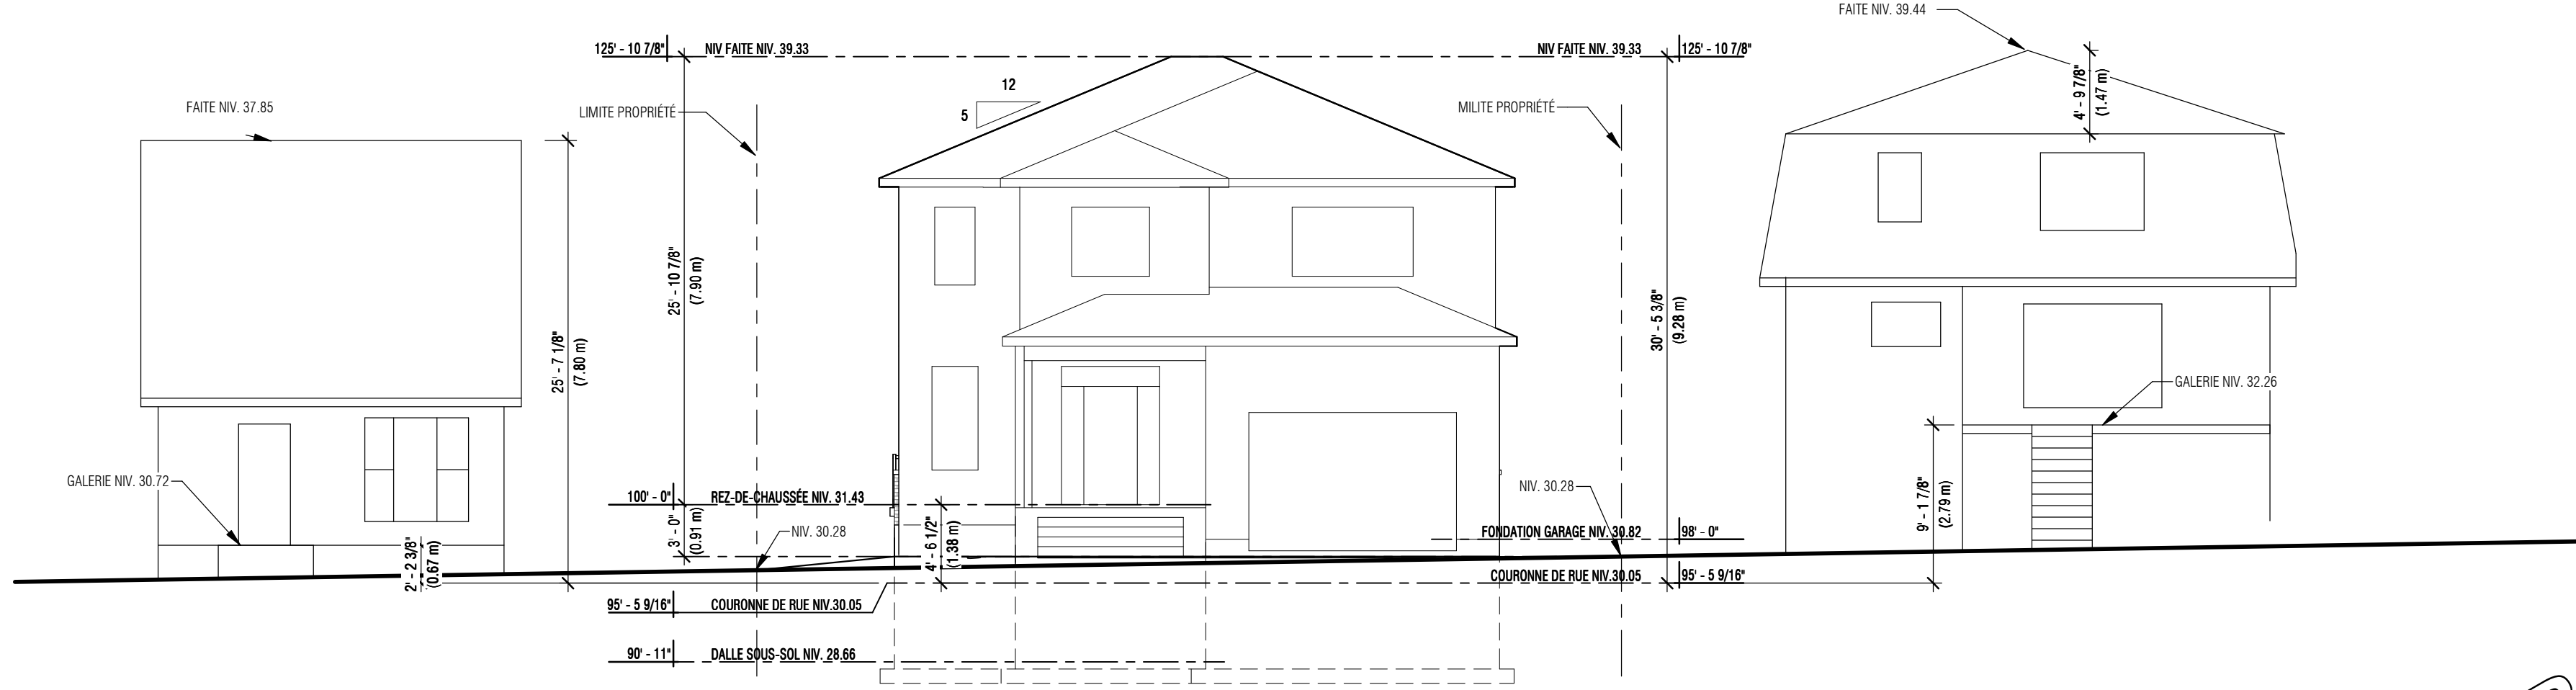 FAITE NIV. 39.44
125' - 10 7/8"
NIV FAITE NIV. 39.33
NIV FAITE NIV. 39.33
125' - 10 7/8"
12
5
4' - 9 7/8"
(1.47 m)
FAITE NIV. 37.85
LIMITE PROPRIÉTÉ
MILITE PROPRIÉTÉ
25' - 10 7/8"
(7.90 m)
30' - 5 3/8"
(9.28 m)
25' - 7 1/8"
(7.80 m)
GALERIE NIV. 32.26
GALERIE NIV. 30.72
100' - 0"
REZ-DE-CHAUSSÉE NIV. 31.43
NIV. 30.28
9' - 1 7/8"
(2.79 m)
3' - 0"
(0.91 m)
NIV. 30.28
4' - 6 1/2"
(1.38 m)
FONDATION GARAGE NIV. 30.82
98' - 0"
2' - 2 3/8"
(0.67 m)
COURONNE DE RUE NIV.30.05
95' - 5 9/16"
95' - 5 9/16"
COURONNE DE RUE NIV.30.05
90' - 11"
DALLE SOUS-SOL NIV. 28.66